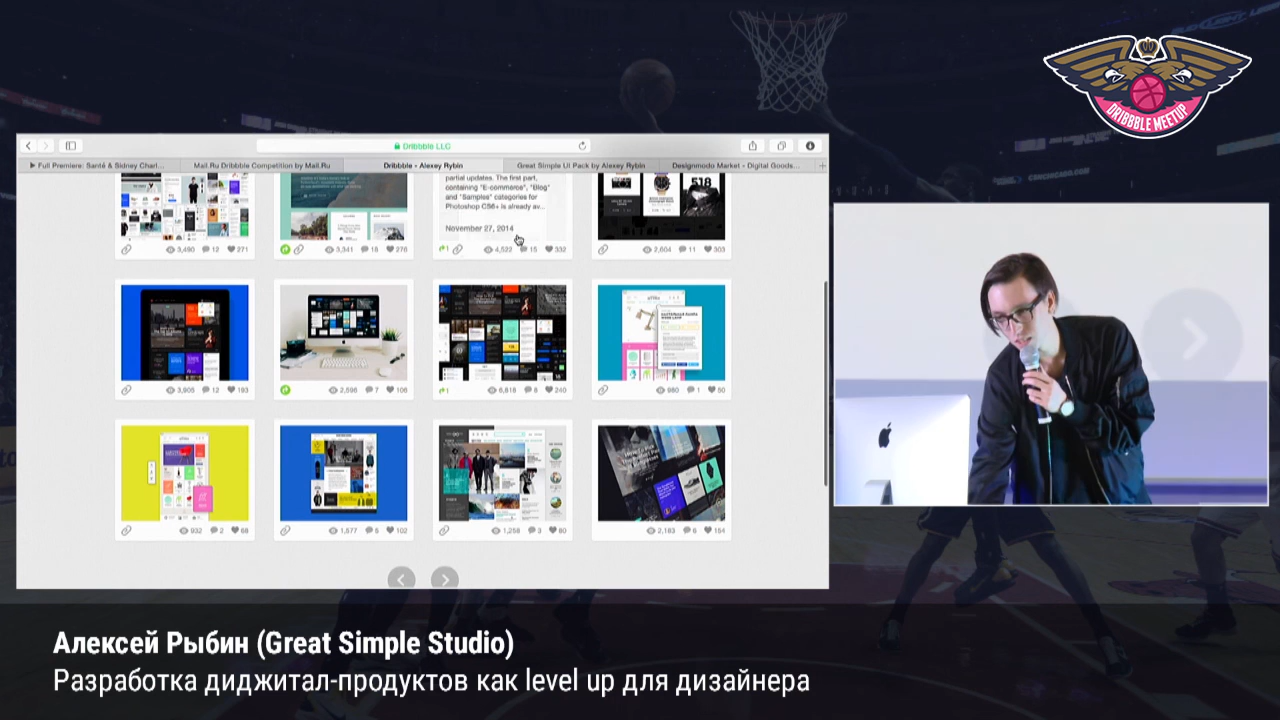 DRIBBBLE MEETUP
Dribbble LLC
Full Premiere: Santé & Sidney Charl...
Mail.Ru Dribbble Competition by Mail.Ru
Dribbble - Alexey Rybin
Great Simple UI Pack by Alexey Rybin
Designmodo Market - Digital Goods...
partial updates. The first part,
containing "E-commerce", "Blog"
and "Samples" categories for
Photoshop CS6+ is already av...
November 27, 2014
518
3,490 12 271
3,341 18 276
1 4,522 15 332
2,604 11 303
3,905 12 193
2,596 7 106
1 6,818 8 240
960 1 50
932 2 68
1,577 5 102
1,258 3 80
2,183 6 154
Алексей Рыбин (Great Simple Studio)
Разработка диджитал-продуктов как level up для дизайнера